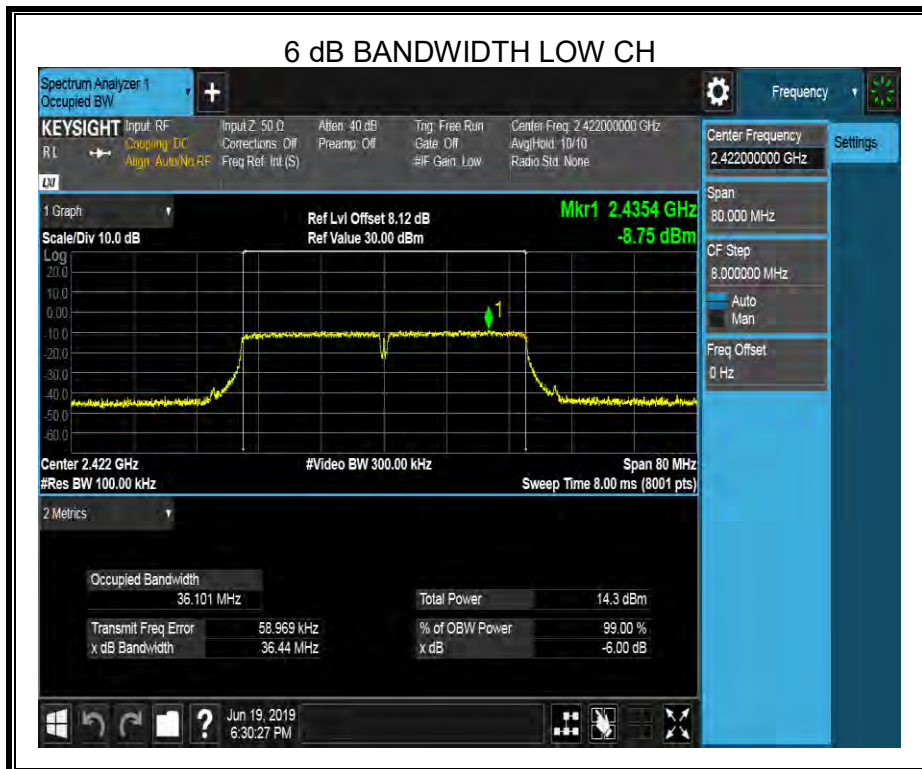 6 dB BANDWIDTH LOW CH
Spectrum Analyzer 1
Occupied BW
+
Frequency
KEYSIGHT
RL
LXI
Input: RF
Coupling: DC
Align: Auto/No RF
Input Z: 50 Ω
Corrections: Off
Freq Ref: Int (S)
Atten: 40 dB
Preamp: Off
Trig: Free Run
Gate: Off
#IF Gain: Low
Center Freq: 2.422000000 GHz
Avg|Hold: 10/10
Radio Std: None
Center Frequency
2.422000000 GHz
Settings
Span
80.000 MHz
CF Step
8.000000 MHz
Auto
Man
Freq Offset
0 Hz
1 Graph
Scale/Div 10.0 dB
Ref Lvl Offset 8.12 dB
Ref Value 30.00 dBm
Mkr1 2.4354 GHz
-8.75 dBm
Log
20.0
10.0
0.00
-10.0
-20.0
-30.0
-40.0
-50.0
-60.0
1
Center 2.422 GHz
#Video BW 300.00 kHz
Span 80 MHz
#Res BW 100.00 kHz
Sweep Time 8.00 ms (8001 pts)
2 Metrics
Occupied Bandwidth
36.101 MHz
Total Power 14.3 dBm
Transmit Freq Error 58.969 kHz
% of OBW Power 99.00 %
x dB Bandwidth 36.44 MHz
x dB -6.00 dB
?
Jun 19, 2019
6:30:27 PM